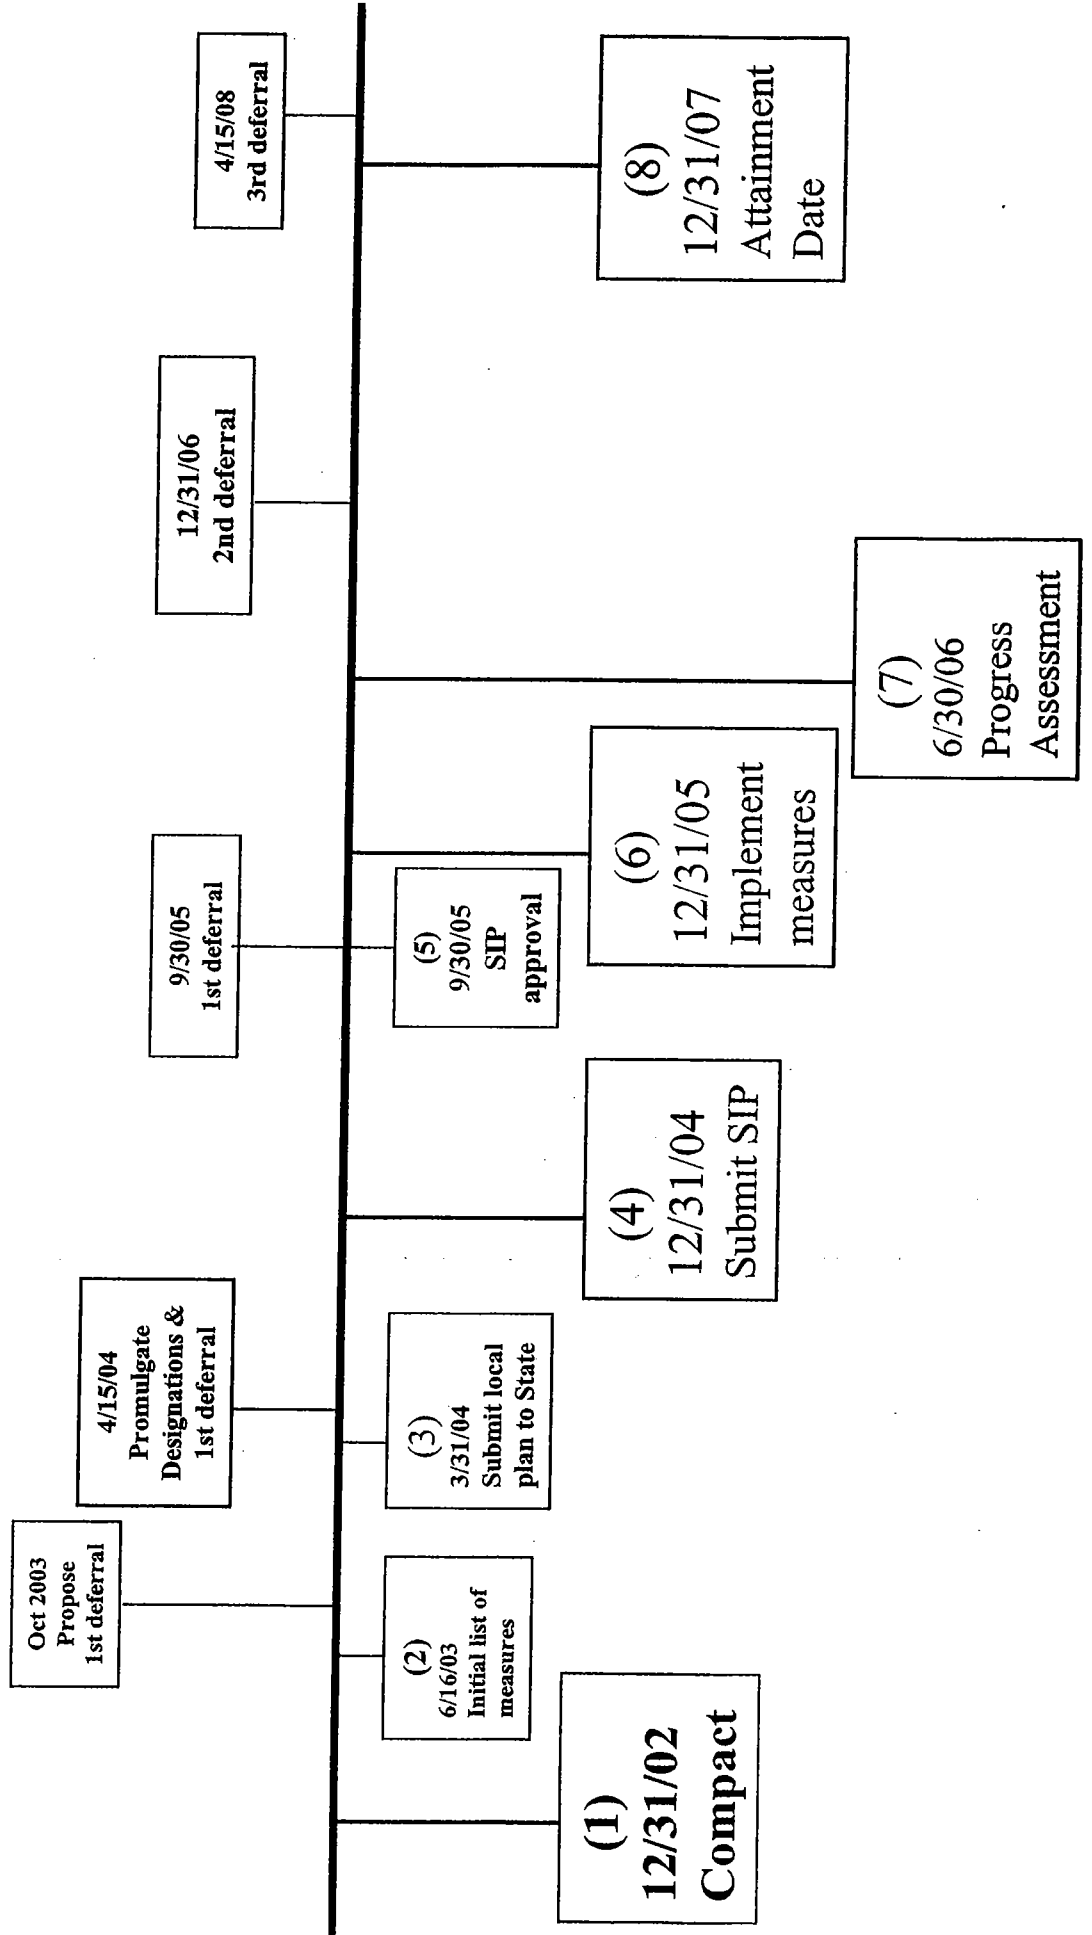 Oct 2003
Propose
1st deferral
4/15/04
Promulgate
Designations &
1st deferral
9/30/05
1st deferral
12/31/06
2nd deferral
4/15/08
3rd deferral
(1)
12/31/02
Compact
(2)
6/16/03
Initial list of
measures
(3)
3/31/04
Submit local
plan to State
(4)
12/31/04
Submit SIP
(5)
9/30/05
SIP
approval
(6)
12/31/05
Implement
measures
(7)
6/30/06
Progress
Assessment
(8)
12/31/07
Attainment
Date